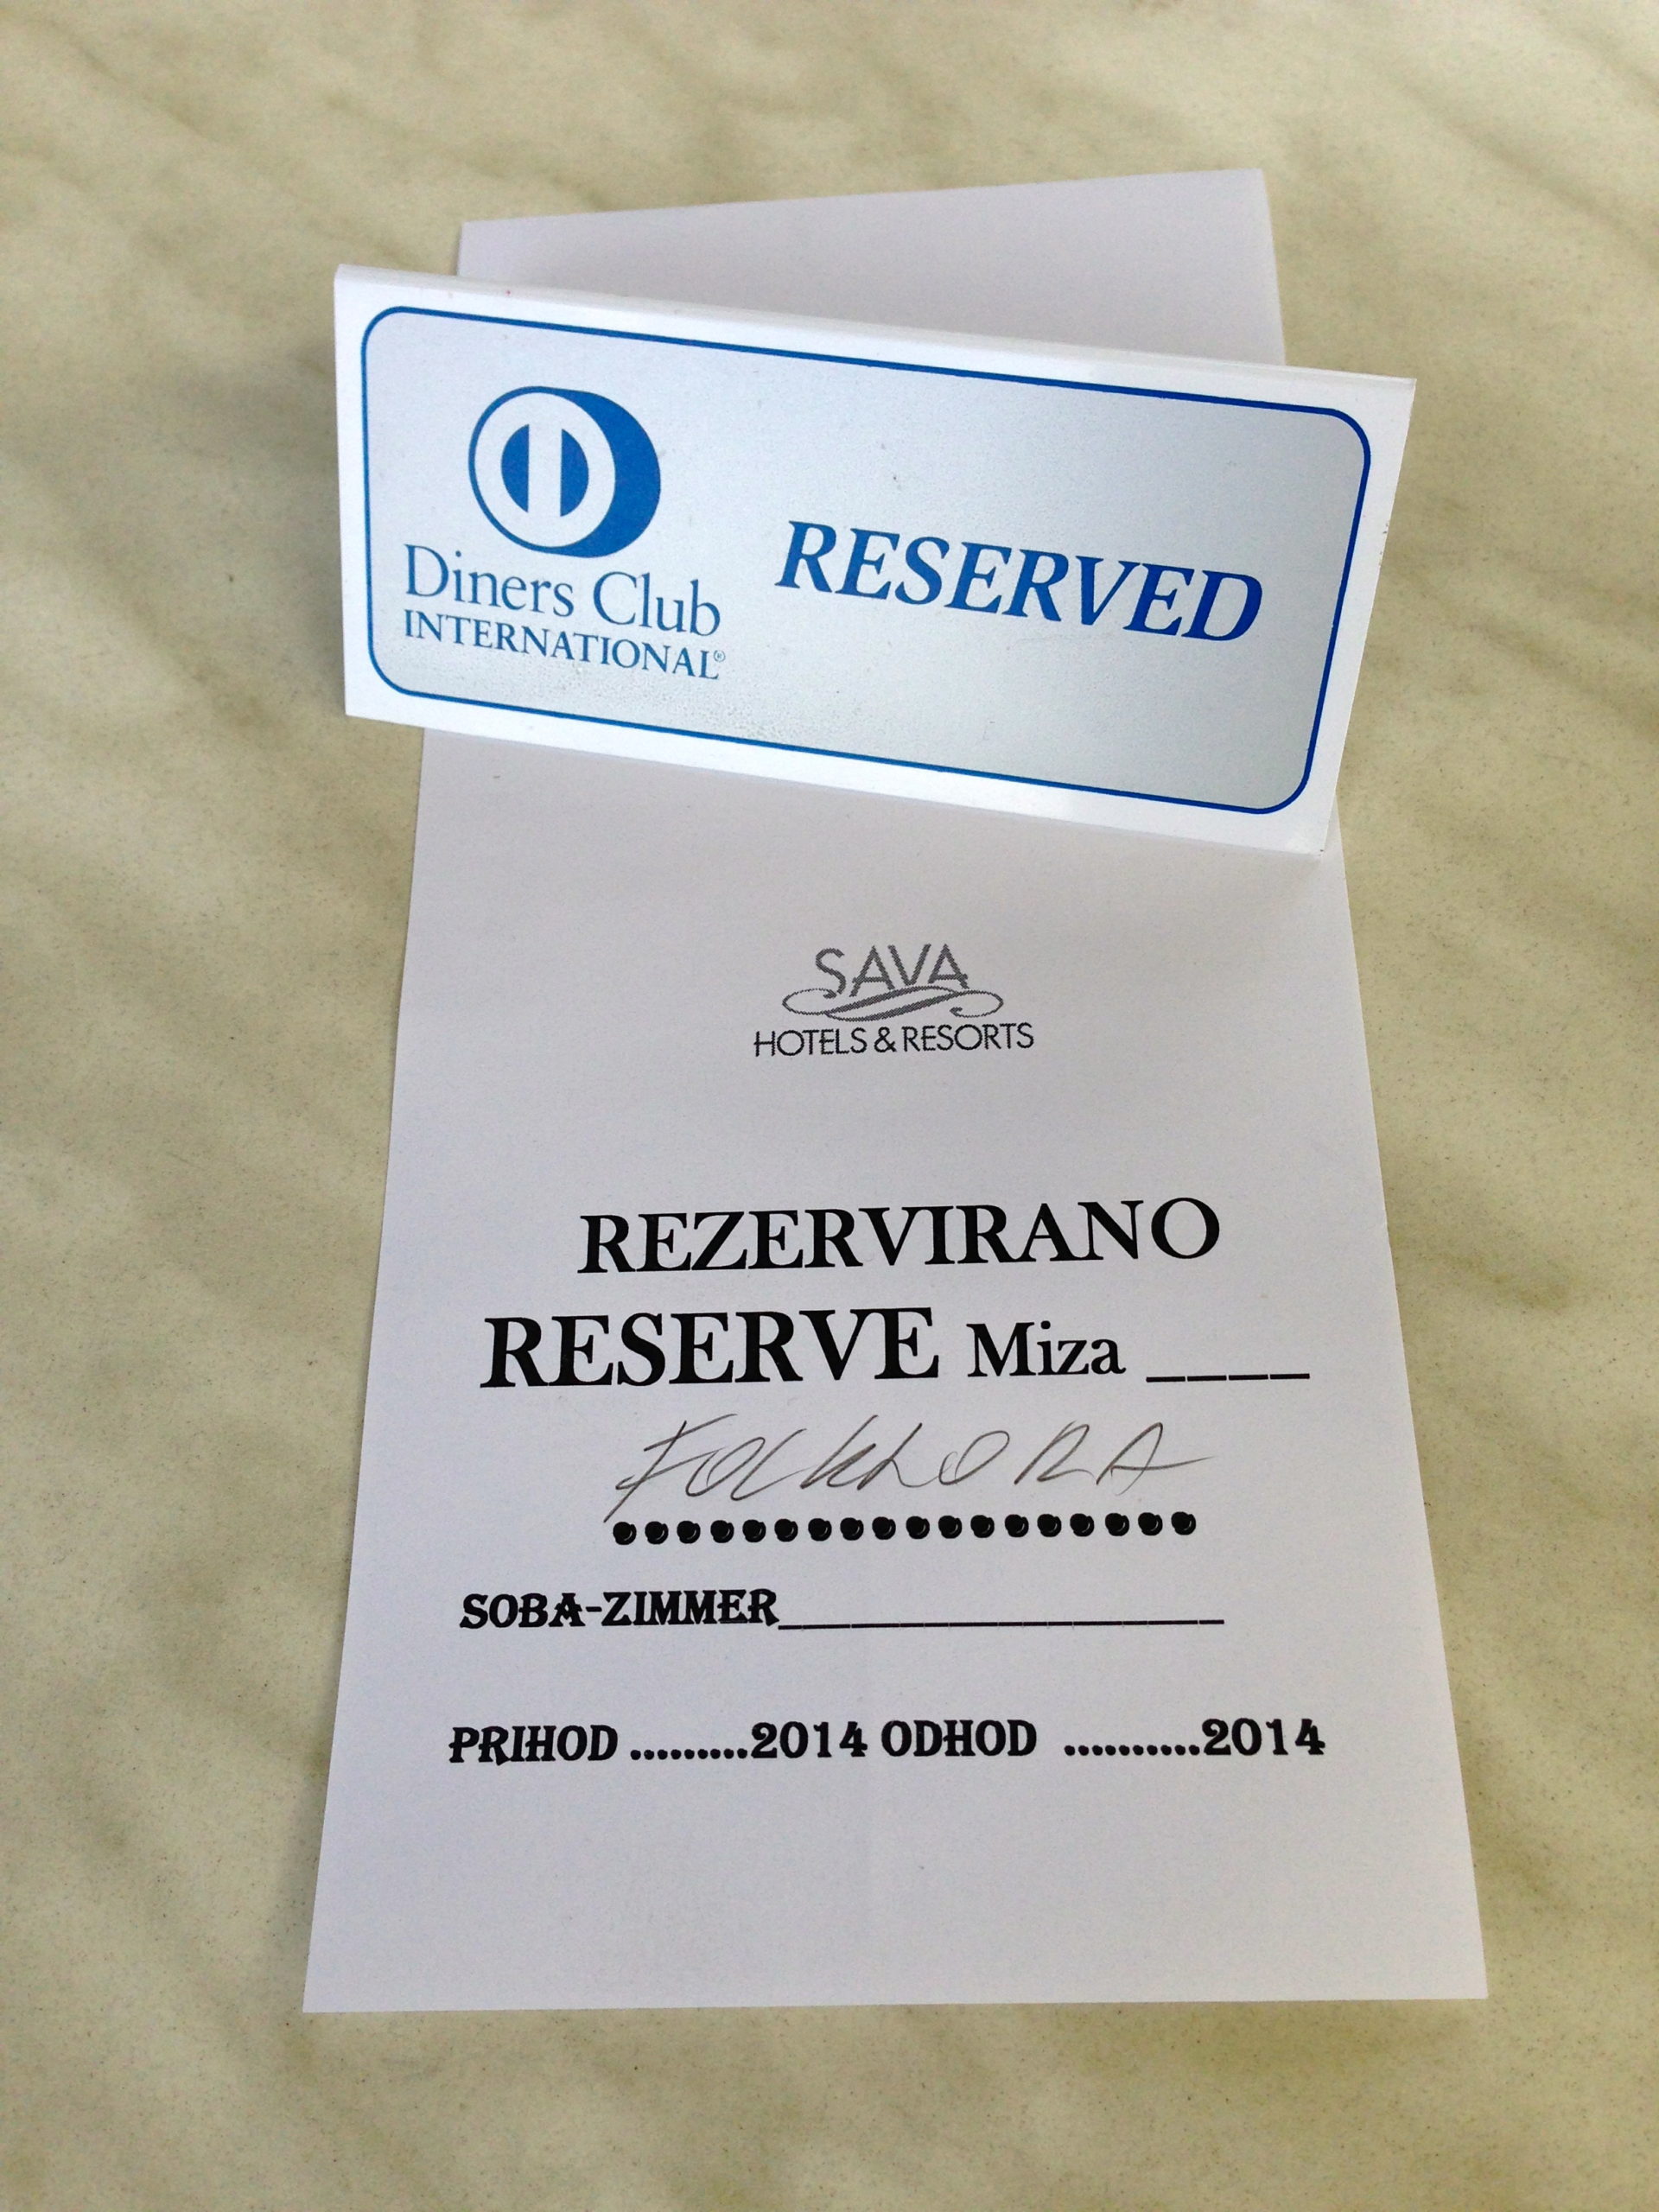 Diners Club
INTERNATIONAL®
RESERVED
SAVA
HOTELS & RESORTS
REZERVIRANO
RESERVE Miza ____
FOLKLORA
..................
SOBA-ZIMMER__________________
PRIHOD .........2014 ODHOD ..........2014